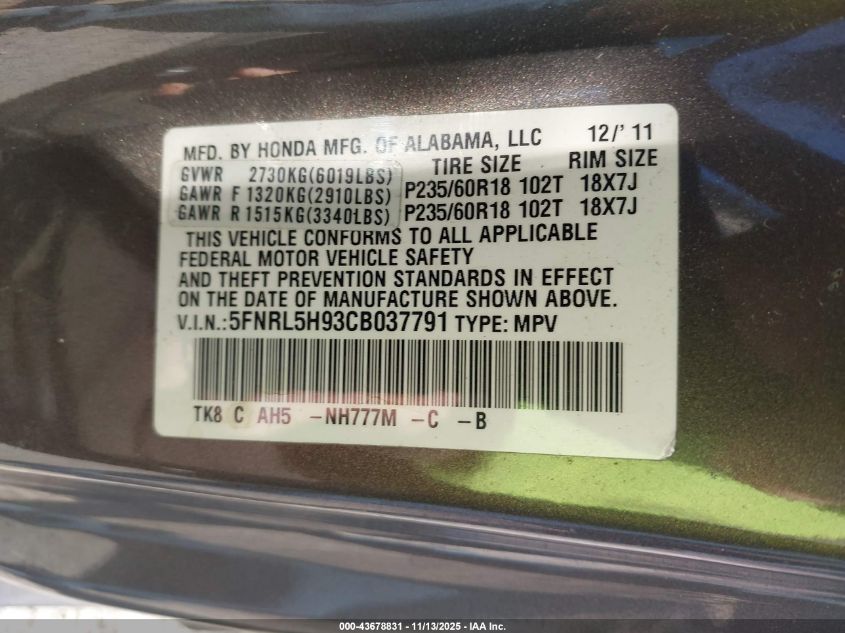 MFD. BY HONDA MFG. OF ALABAMA, LLC 12/'11
GVWR 2730KG(6019LBS) TIRE SIZE RIM SIZE
GAWR F 1320KG(2910LBS) P235/60R18 102T 18X7J
GAWR R 1515KG(3340LBS) P235/60R18 102T 18X7J
THIS VEHICLE CONFORMS TO ALL APPLICABLE
FEDERAL MOTOR VEHICLE SAFETY
AND THEFT PREVENTION STANDARDS IN EFFECT
ON THE DATE OF MANUFACTURE SHOWN ABOVE.
V.I.N.:5FNRL5H93CB037791 TYPE: MPV
TK8 C AH5 -NH777M -C -B
000-43678831 - 11/13/2025 - IAA Inc.